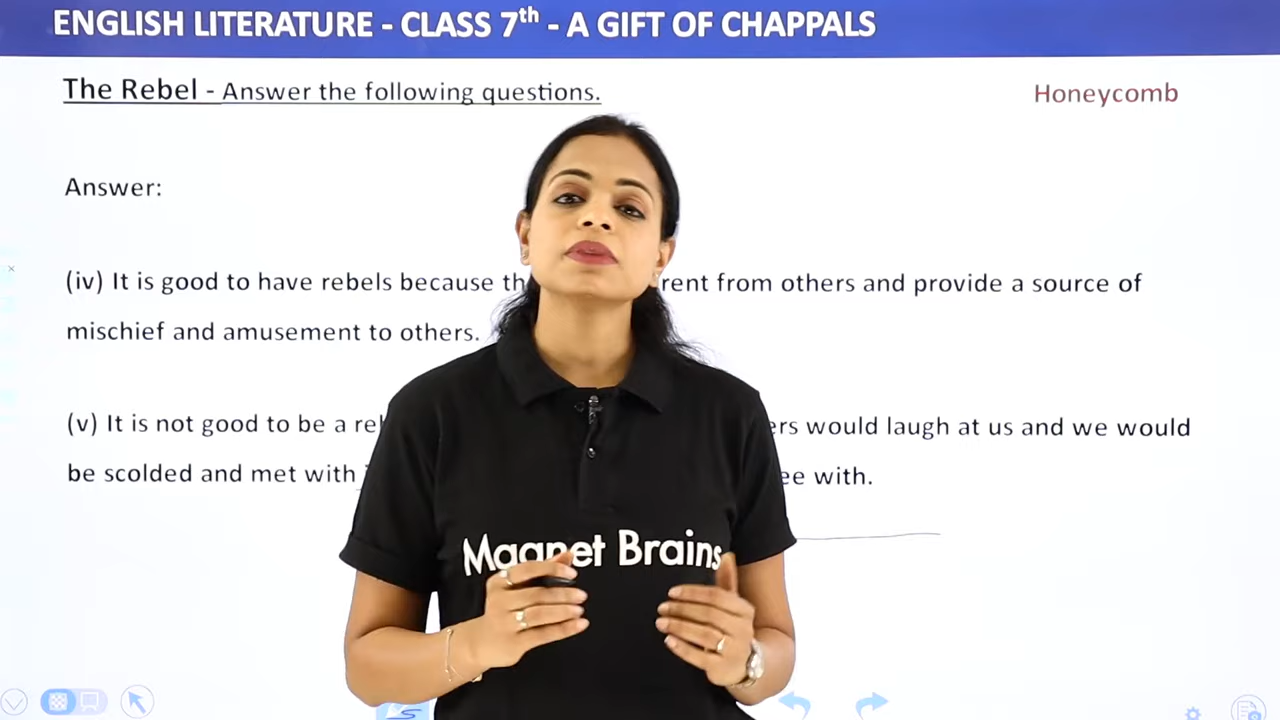 ENGLISH LITERATURE - CLASS 7th - A GIFT OF CHAPPALS
The Rebel - Answer the following questions.
Honeycomb
Answer:
(iv) It is good to have rebels because th rent from others and provide a source of
mischief and amusement to others.
(v) It is not good to be a re ers would laugh at us and we would
be scolded and met with ee with.
Magnet Brains